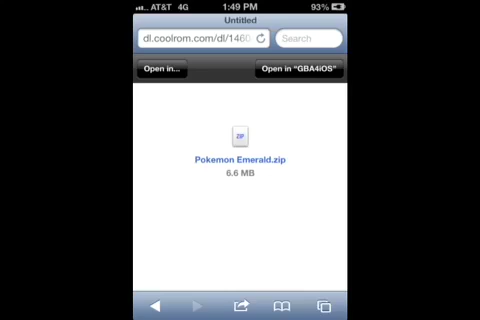 AT&T 4G 1:49 PM 93%
Untitled
dl.coolrom.com/dl/1460 Search
Open in... Open in “GBA4iOS”
ZIP
Pokemon Emerald.zip
6.6 MB